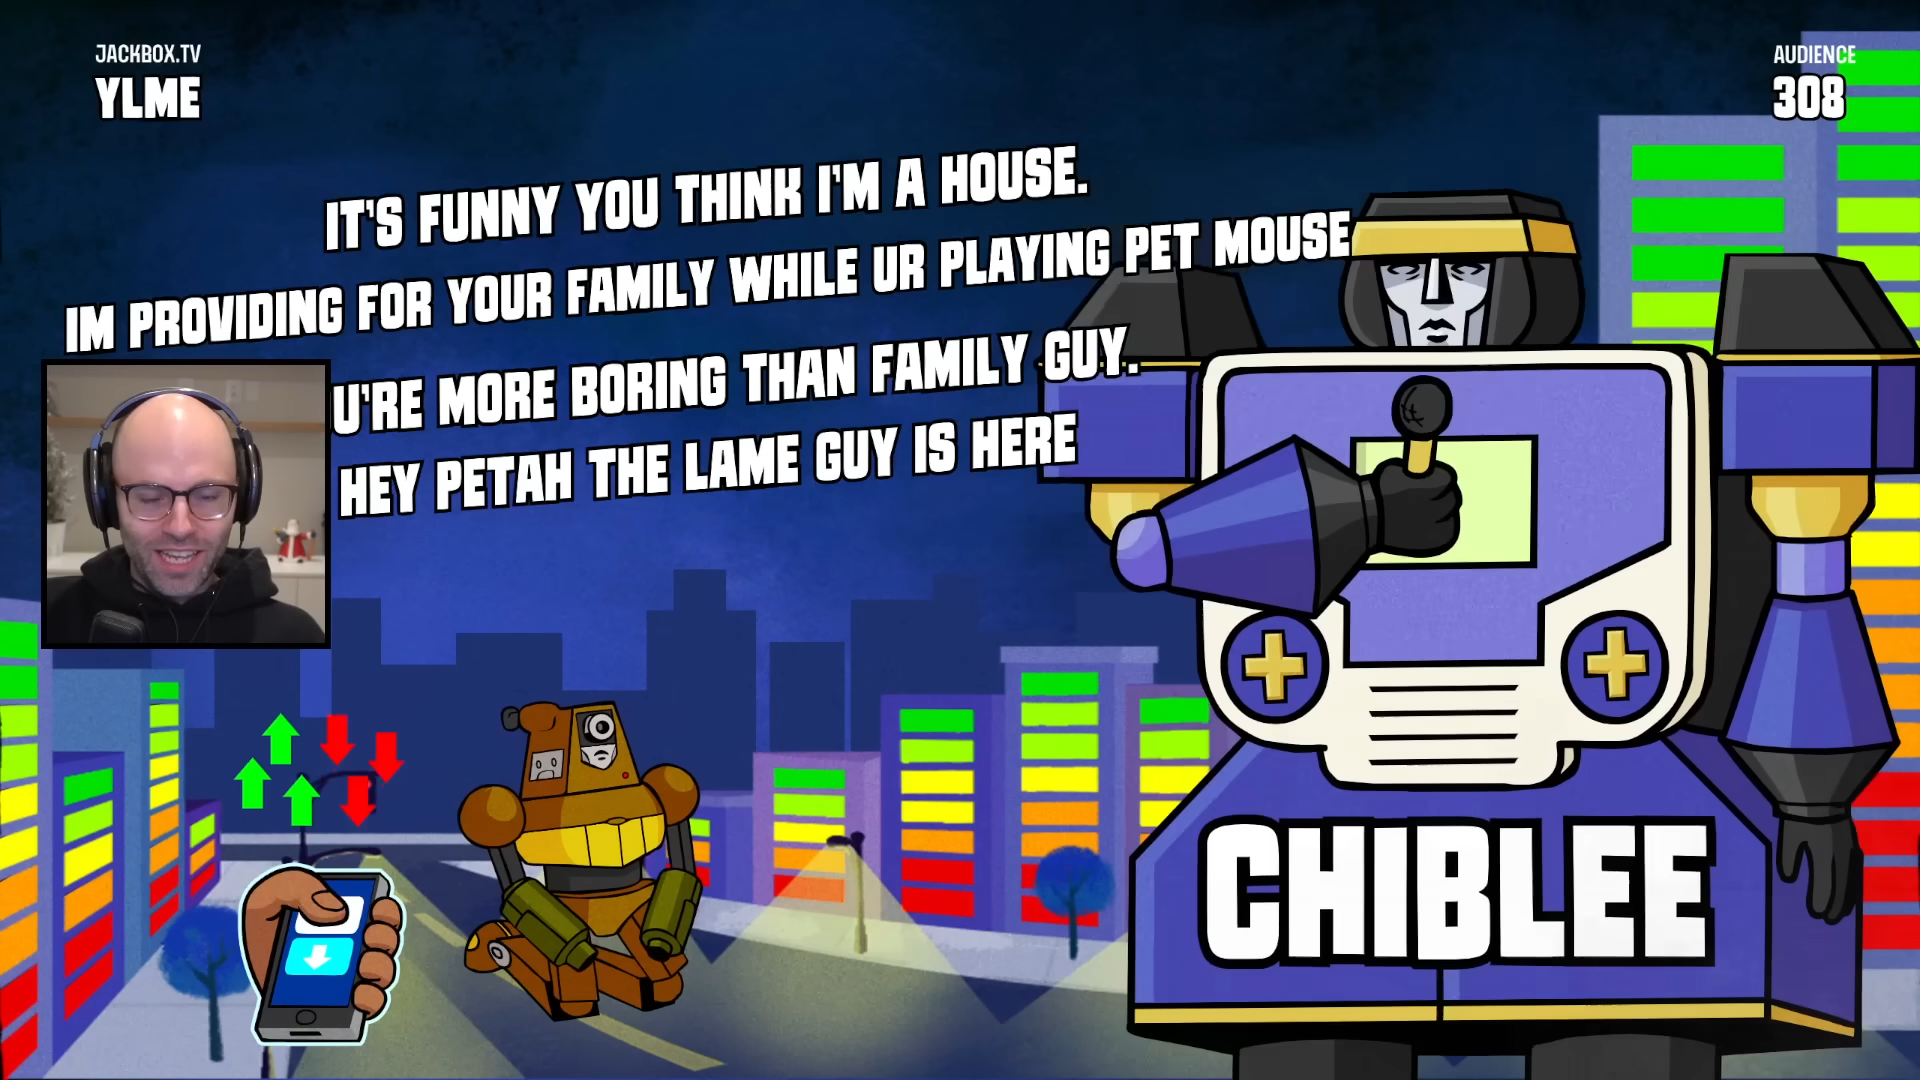 JACKBOX.TV
YLME
AUDIENCE
308
IT'S FUNNY YOU THINK I'M A HOUSE.
IM PROVIDING FOR YOUR FAMILY WHILE UR PLAYING PET MOUSE
U'RE MORE BORING THAN FAMILY GUY.
HEY PETAH THE LAME GUY IS HERE
CHIBLEE